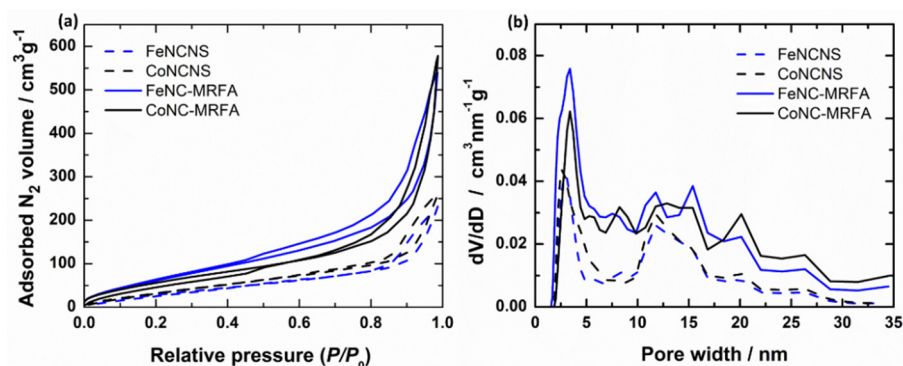 (a)
FeNCNS
CoNCNS
FeNC-MRFA
CoNC-MRFA
600
500
400
300
200
100
0
0.0 0.2 0.4 0.6 0.8 1.0
Adsorbed N₂ volume / cm³g⁻¹
Relative pressure (P/P₀)
(b)
FeNCNS
CoNCNS
FeNC-MRFA
CoNC-MRFA
0.08
0.06
0.04
0.02
0.00
0 5 10 15 20 25 30 35
dV/dD / cm³nm⁻¹g⁻¹
Pore width / nm